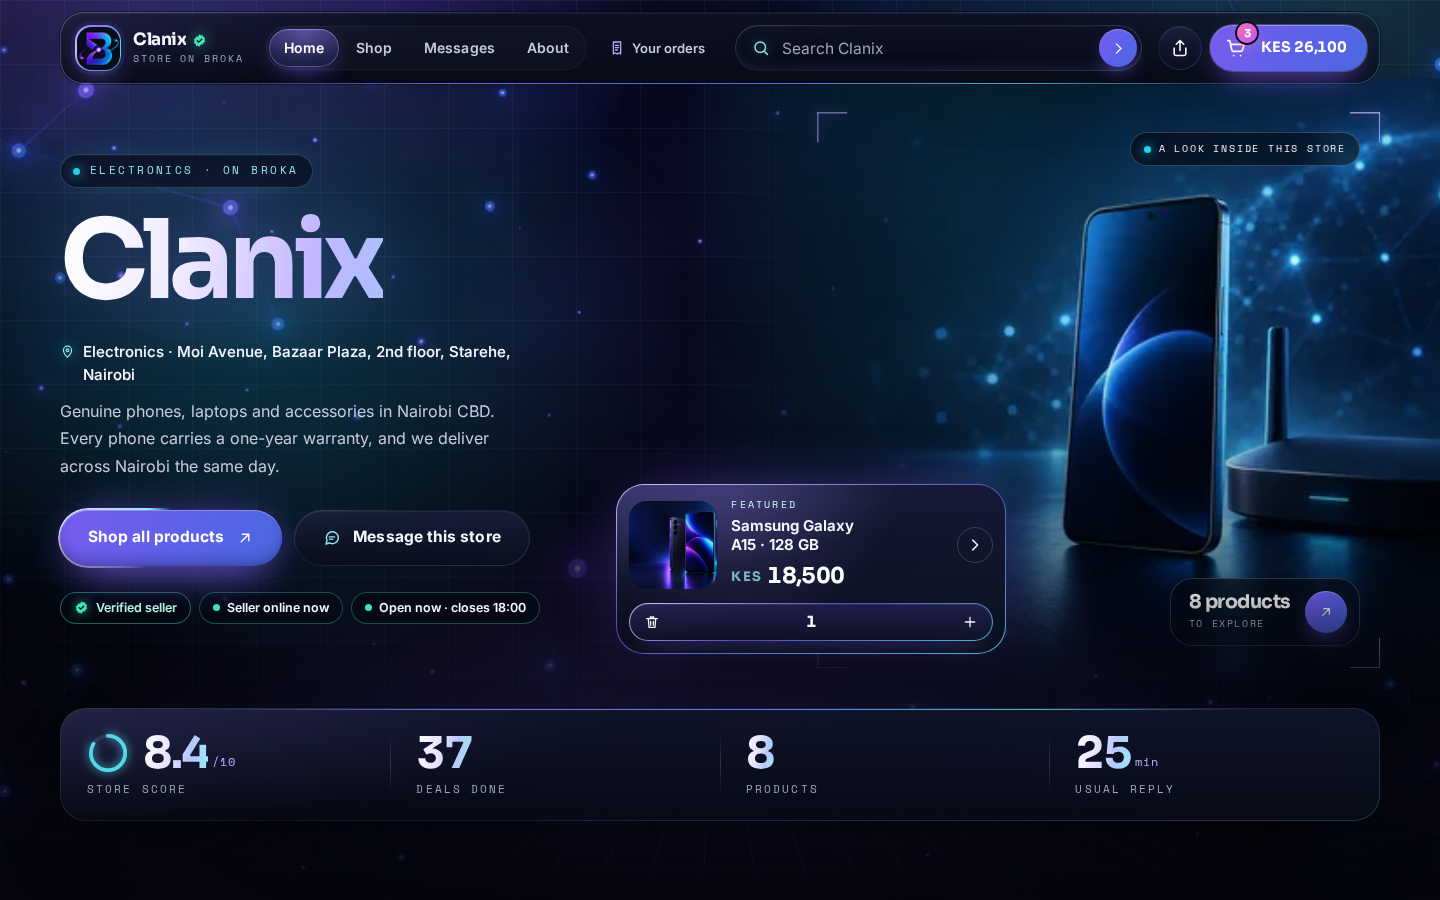 Clanix
STORE ON BROKA
Home
Shop
Messages
About
Your orders
Search Clanix
3
KES 26,100
A LOOK INSIDE THIS STORE
ELECTRONICS · ON BROKA
Clanix
Electronics · Moi Avenue, Bazaar Plaza, 2nd floor, Starehe,
Nairobi
Genuine phones, laptops and accessories in Nairobi CBD.
Every phone carries a one-year warranty, and we deliver
across Nairobi the same day.
Shop all products
Message this store
Verified seller
Seller online now
Open now · closes 18:00
FEATURED
Samsung Galaxy
A15 · 128 GB
KES 18,500
1
8 products
TO EXPLORE
8.4/10
STORE SCORE
37
DEALS DONE
8
PRODUCTS
25 min
USUAL REPLY